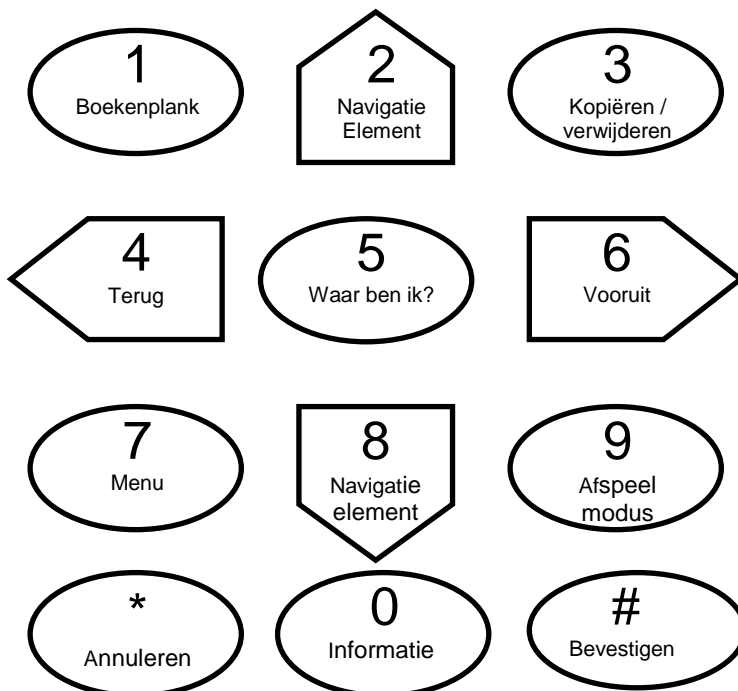 1
Boekenplank
2
Navigatie
Element
3
Kopiëren /
verwijderen
4
Terug
5
Waar ben ik?
6
Vooruit
7
Menu
8
Navigatie
element
9
Afspeel
modus
*
Annuleren
0
Informatie
#
Bevestigen